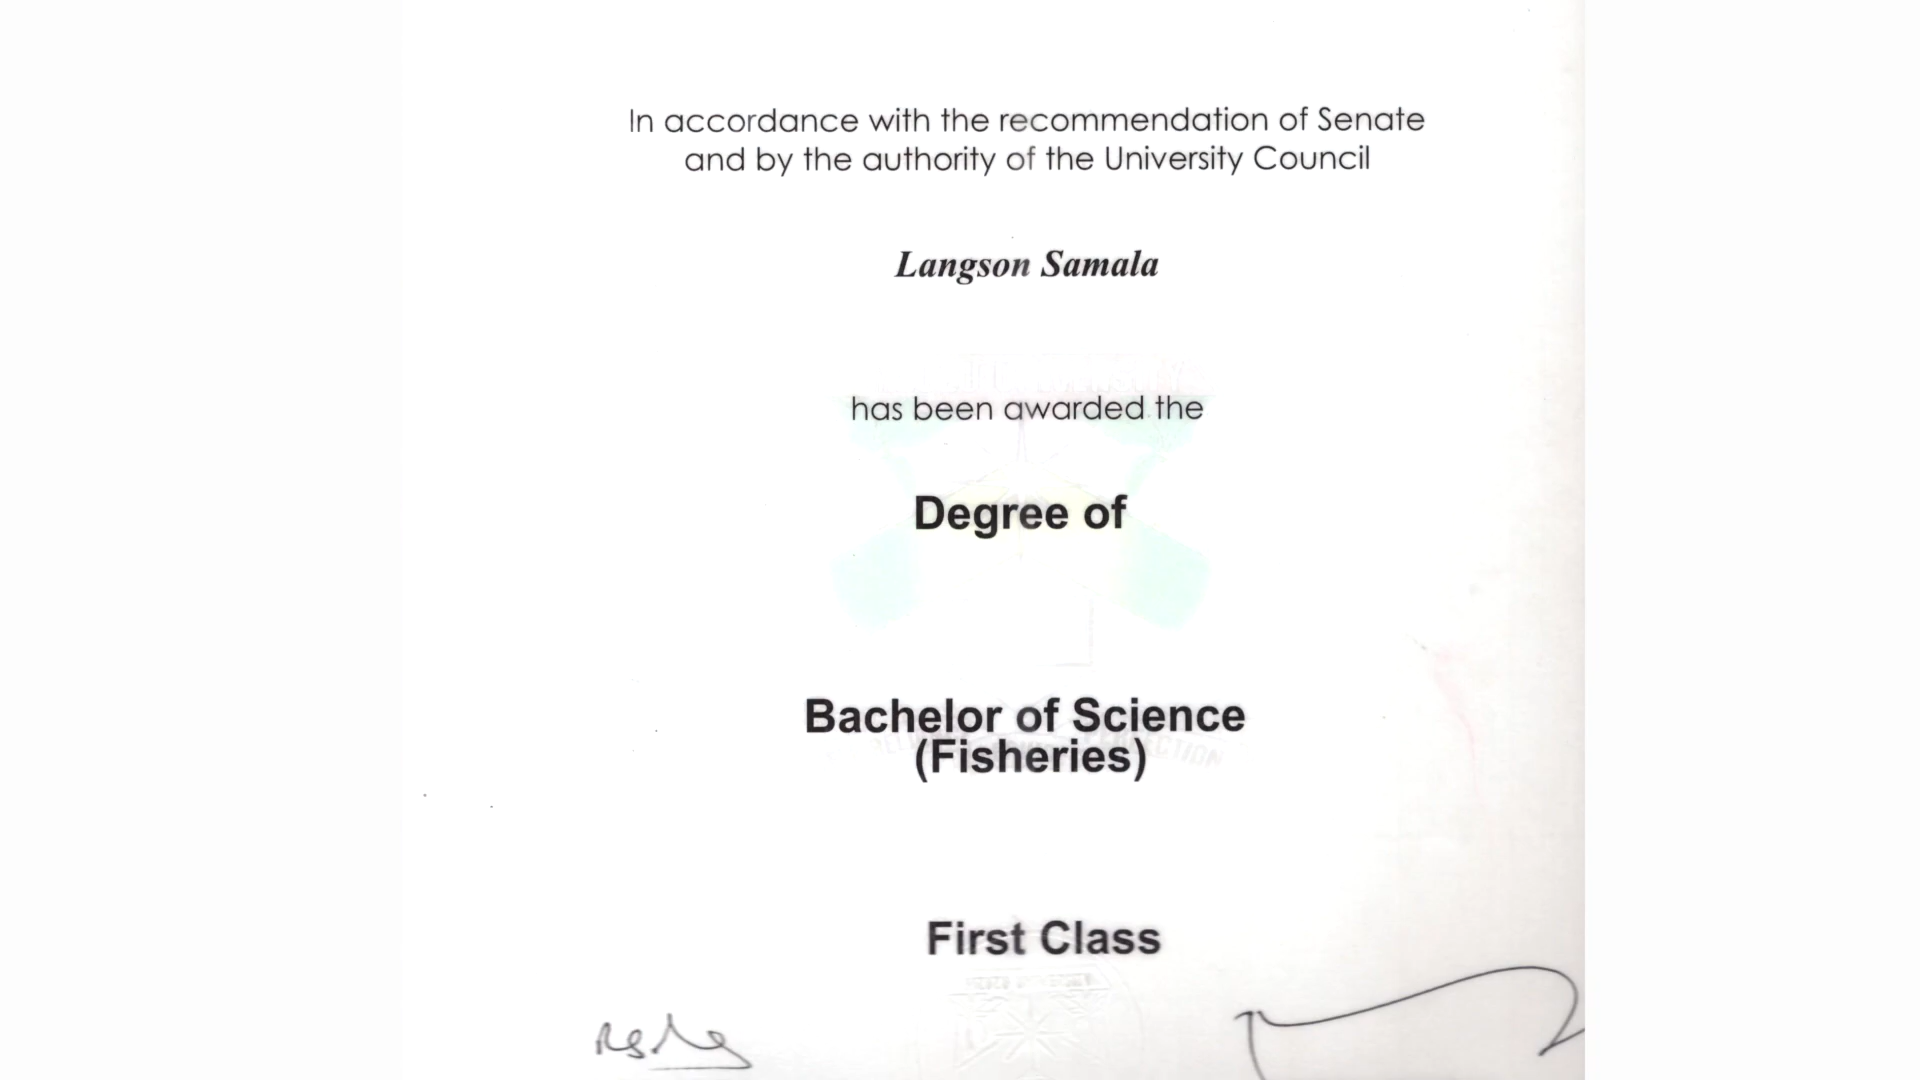 In accordance with the recommendation of Senate
and by the authority of the University Council
Langson Samala
has been awarded the
Degree of
Bachelor of Science
(Fisheries)
First Class